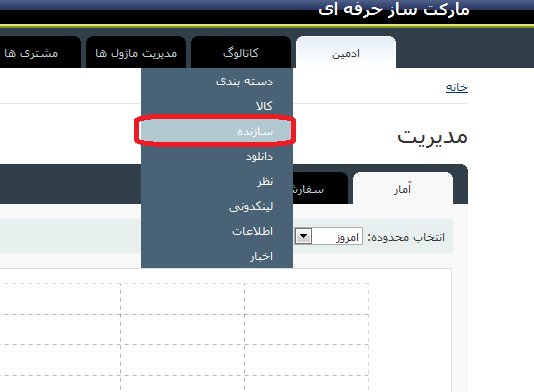 مارکت ساز حرفه ای
ادمین
کاتالوگ
مدیریت ماژول ها
مشتری ها
دسته بندی
کالا
سازنده
دانلود
نظر
لینکدونی
اطلاعات
اخبار
خانه
مدیریت
آمار
سفارش
انتخاب محدوده: امروز